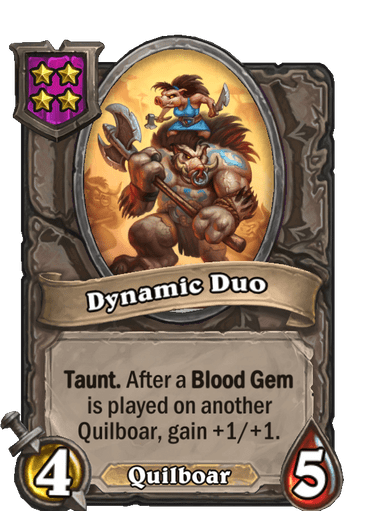 Dynamic Duo
Taunt. After a Blood Gem
is played on another
Quilboar, gain +1/+1.
4
Quilboar
5